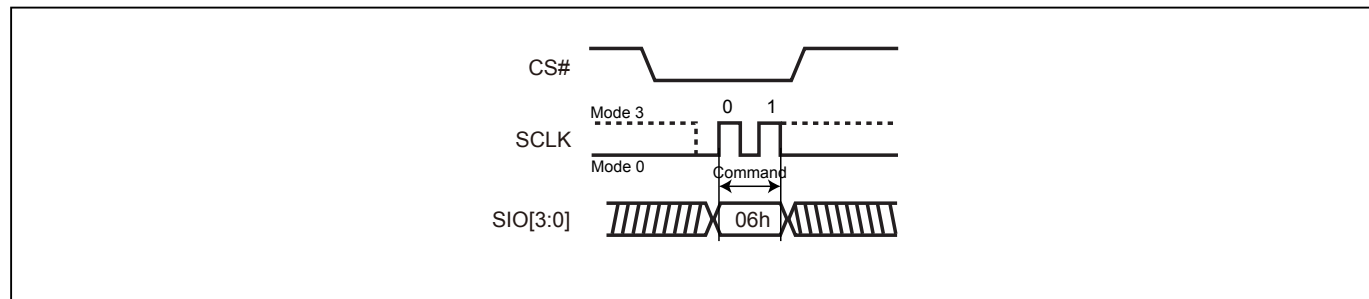 CS#
Mode 3
0 1
SCLK
Mode 0
Command
SIO[3:0]
06h